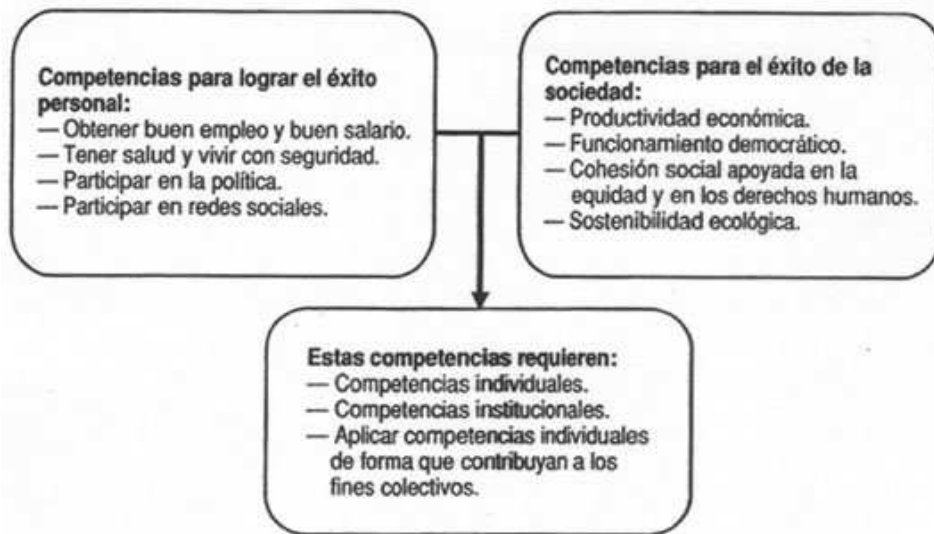 Competencias para lograr el éxito
personal:
— Obtener buen empleo y buen salario.
— Tener salud y vivir con seguridad.
— Participar en la política.
— Participar en redes sociales.
Competencias para el éxito de la
sociedad:
— Productividad económica.
— Funcionamiento democrático.
— Cohesión social apoyada en la
equidad y en los derechos humanos.
— Sostenibilidad ecológica.
Estas competencias requieren:
— Competencias individuales.
— Competencias institucionales.
— Aplicar competencias individuales
de forma que contribuyan a los
fines colectivos.